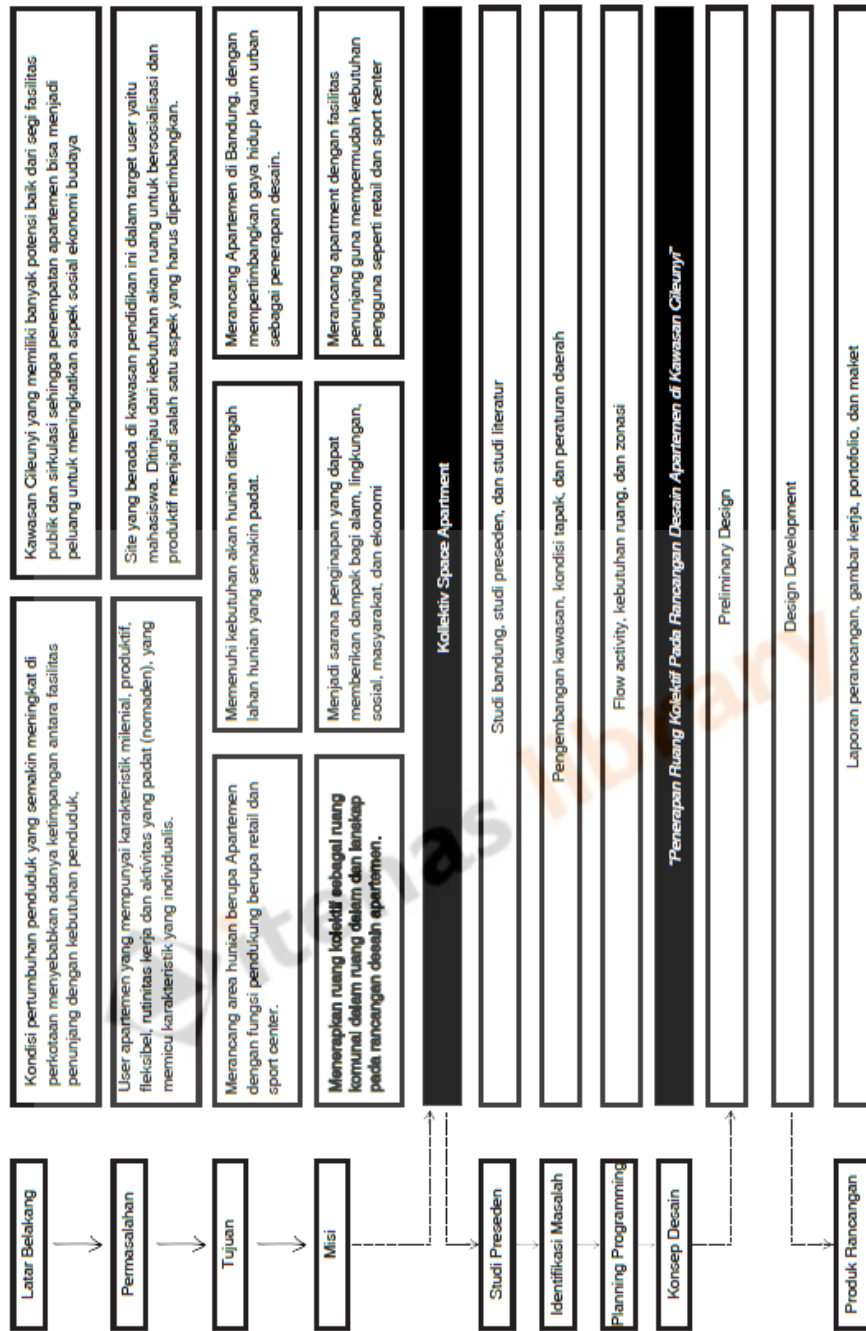 Latar Belakang
Kondisi pertumbuhan penduduk yang semakin meningkat di
perkotaan menyebabkan adanya ketimpangan antara fasilitas
penunjang dengan kebutuhan penduduk.
Kawasan Cileunyi yang memiliki banyak potensi baik dari segi fasilitas
publik dan sirkulasi sehingga penempatan apartemen bisa menjadi
peluang untuk meningkatkan aspek sosial ekonomi budaya
Permasalahan
User apartemen yang mempunyai karakteristik milenial, produktif,
fleksibel, rutinitas kerja dan aktivitas yang padat (nomaden), yang
memicu karakteristik yang individualis.
Site yang berada di kawasan pendidikan ini dalam target user yaitu
mahasiswa. Ditinjau dari kebutuhan akan ruang untuk bersosialisasi dan
produktif menjadi salah satu aspek yang harus dipertimbangkan.
Tujuan
Merancang area hunian berupa Apartemen
dengan fungsi pendukung berupa retail dan
sport center.
Memenuhi kebutuhan akan hunian ditengah
lahan hunian yang semakin padat.
Merancang Apartemen di Bandung, dengan
mempertimbangkan gaya hidup kaum urban
sebagai penerapan desain.
Misi
Menerapkan ruang kolektif sebagai ruang
komunal dalam ruang dalam dan lanskap
pada rancangan desain apartemen.
Menjadi sarana penginapan yang dapat
memberikan dampak bagi alam, lingkungan,
sosial, masyarakat, dan ekonomi
Merancang apartment dengan fasilitas
penunjang guna mempermudah kebutuhan
pengguna seperti retail dan sport center
Kollektiv Space Apartment
Studi Preseden
Studi bandung, studi preseden, dan studi literatur
Identifikasi Masalah
Pengembangan kawasan, kondisi tapak, dan peraturan daerah
Planning Programming
Flow activity, kebutuhan ruang, dan zonasi
Konsep Desain
"Penerapan Ruang Kolektif Pada Rancangan Desain Apartemen di Kawasan Cileunyi"
Preliminary Design
Design Development
Produk Rancangan
Laporan perancangan, gambar kerja, portofolio, dan maket
itenas library